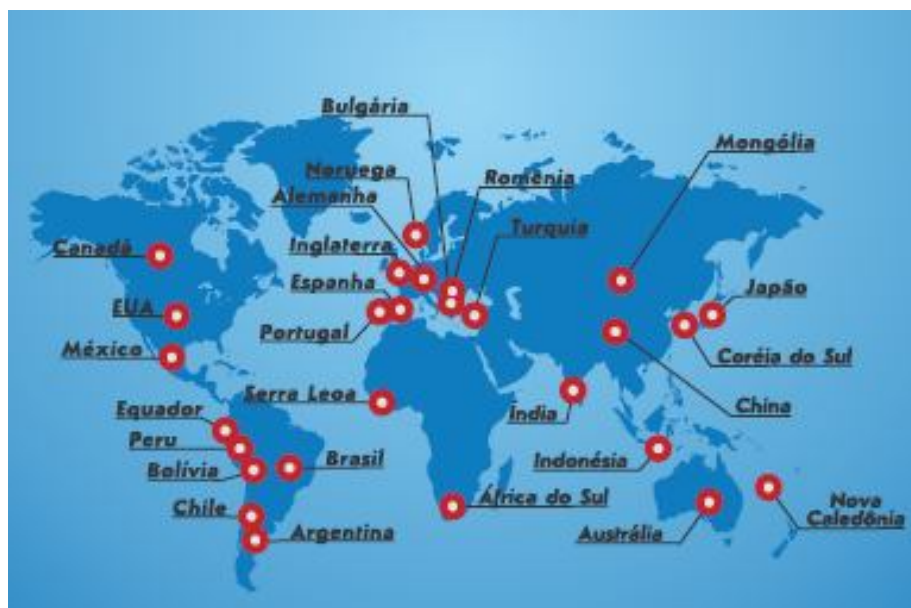 Bulgária
Mongólia
Noruega
Romênia
Alemanha
Turquia
Inglaterra
Canadá
Espanha
Japão
EUA
Portugal
México
Coréia do Sul
Serra Leoa
China
Índia
Equador
Peru
Brasil
Indonésia
Bolívia
África do Sul
Nova
Caledônia
Chile
Argentina
Austrália